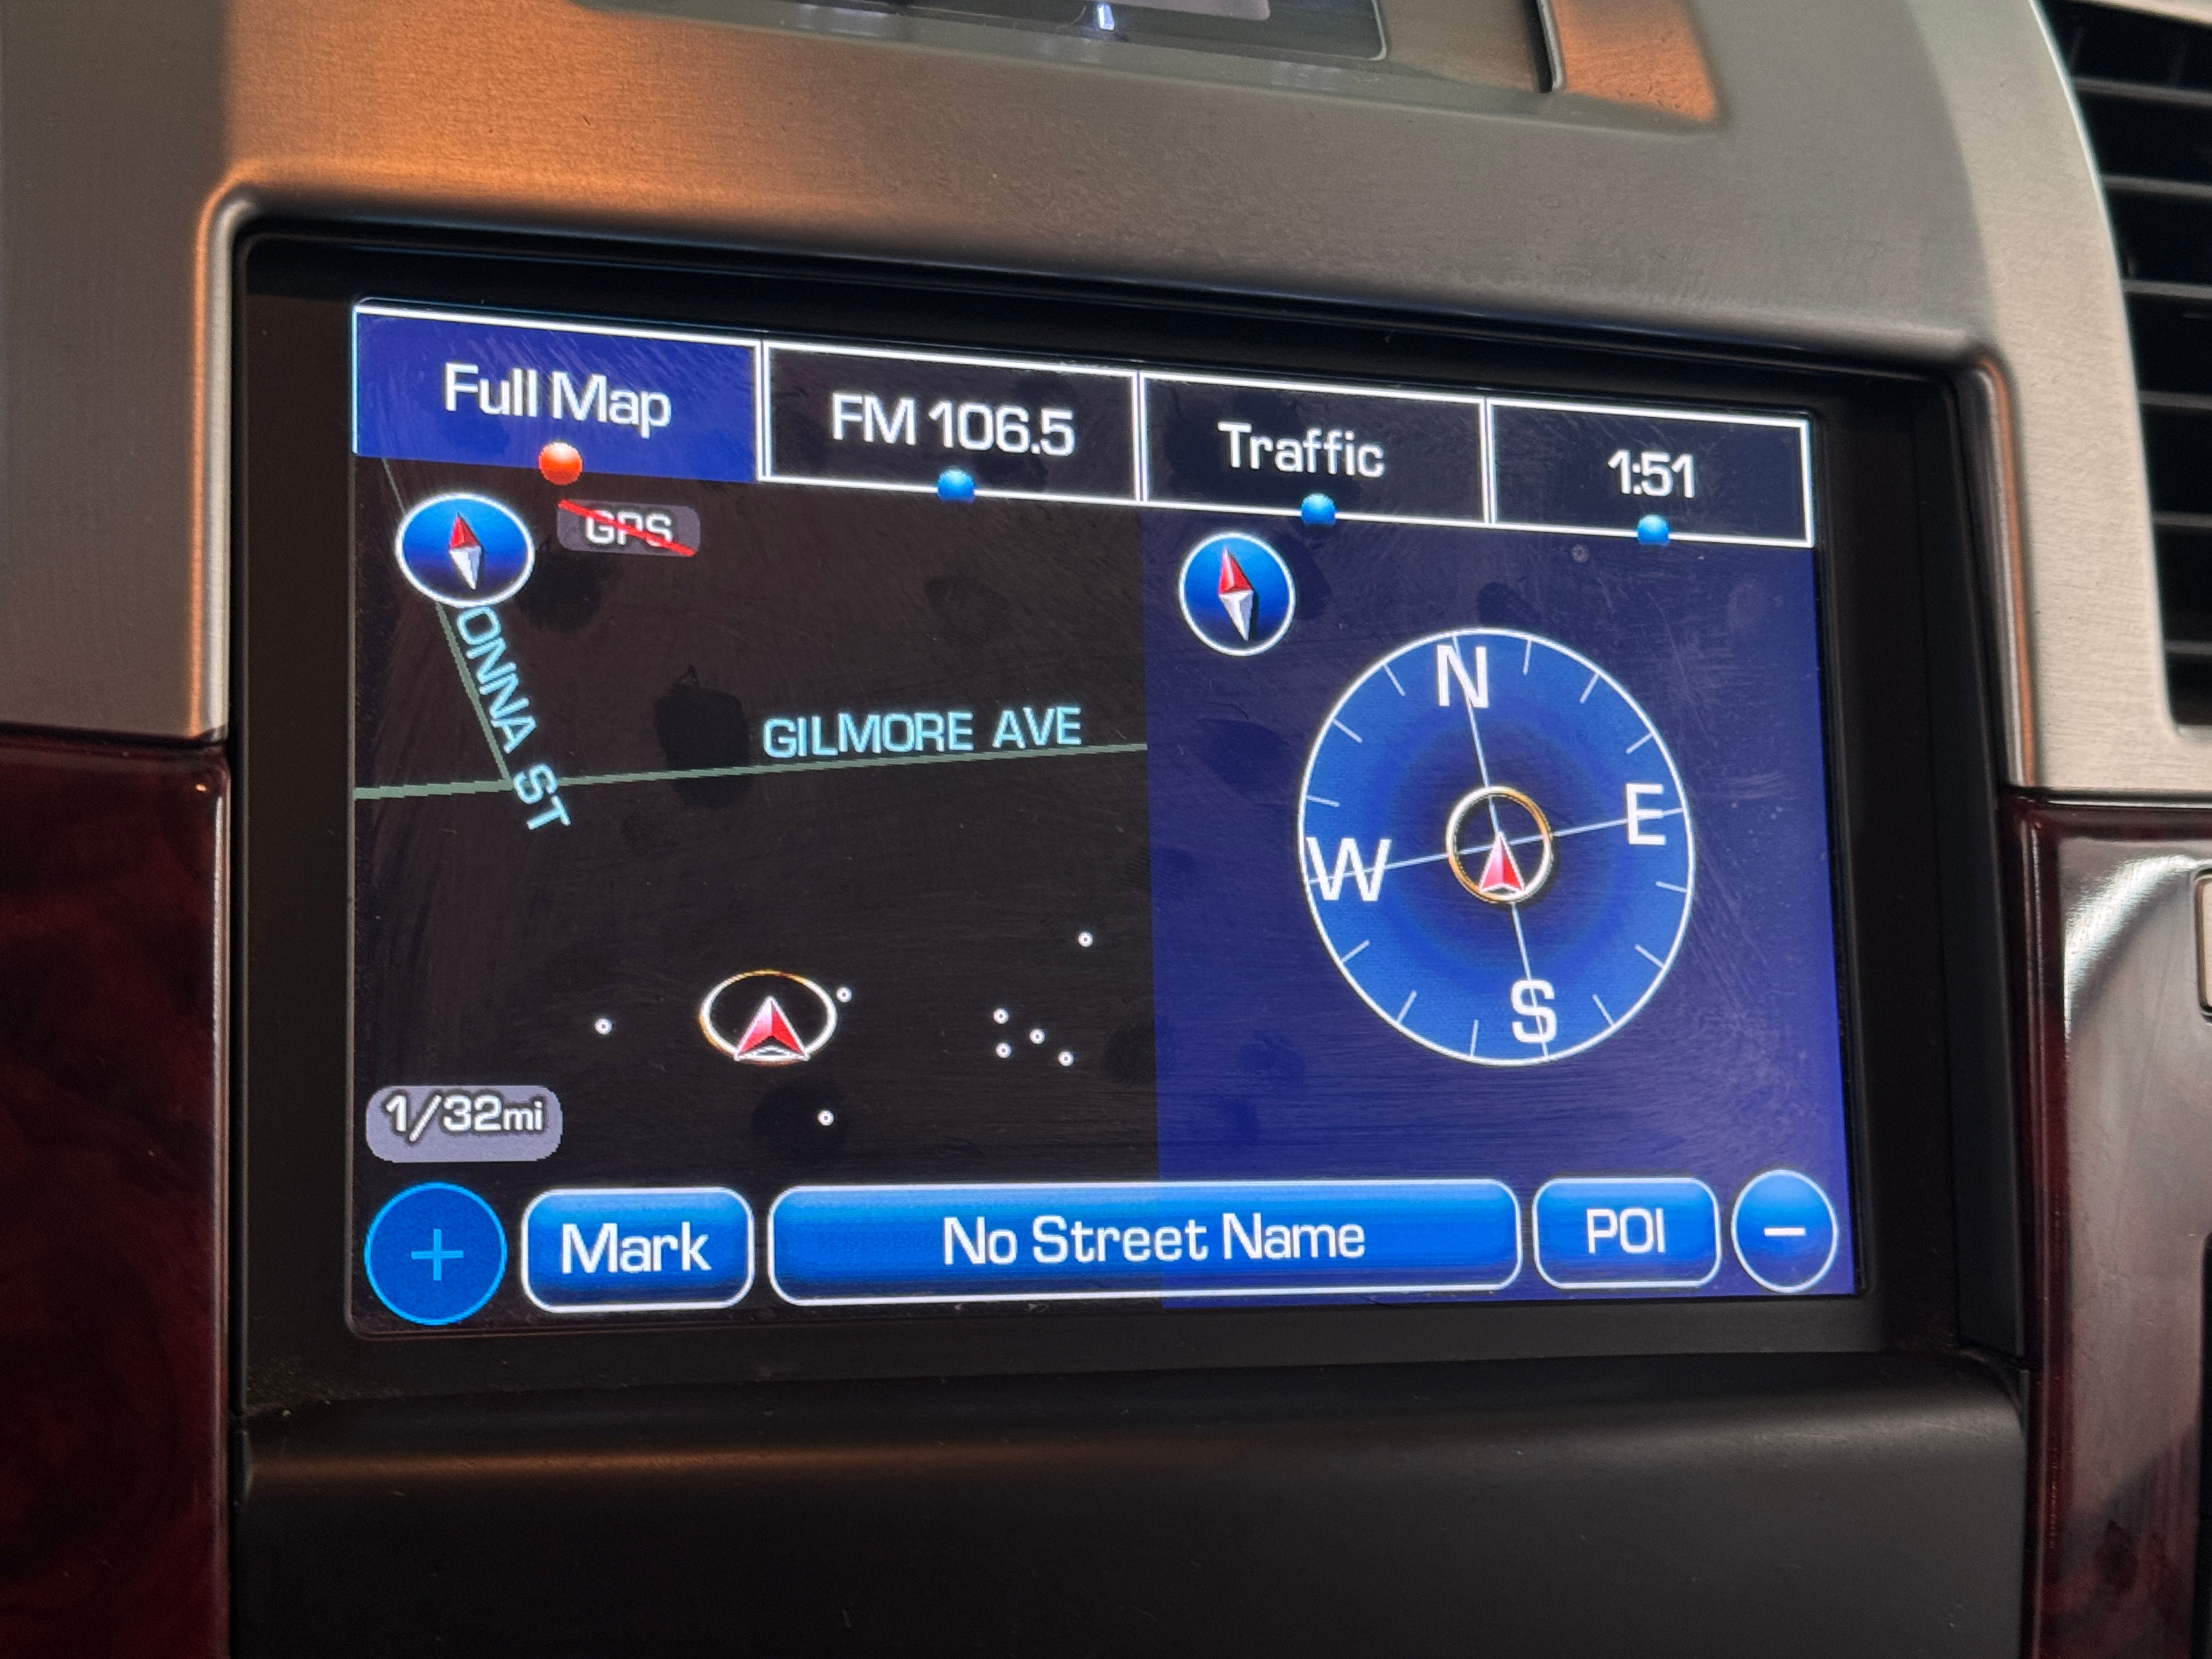 Full Map
FM 106.5
Traffic
1:51
GPS
ONNA ST
GILMORE AVE
N
E
W
S
1/32mi
+
Mark
No Street Name
POI
−